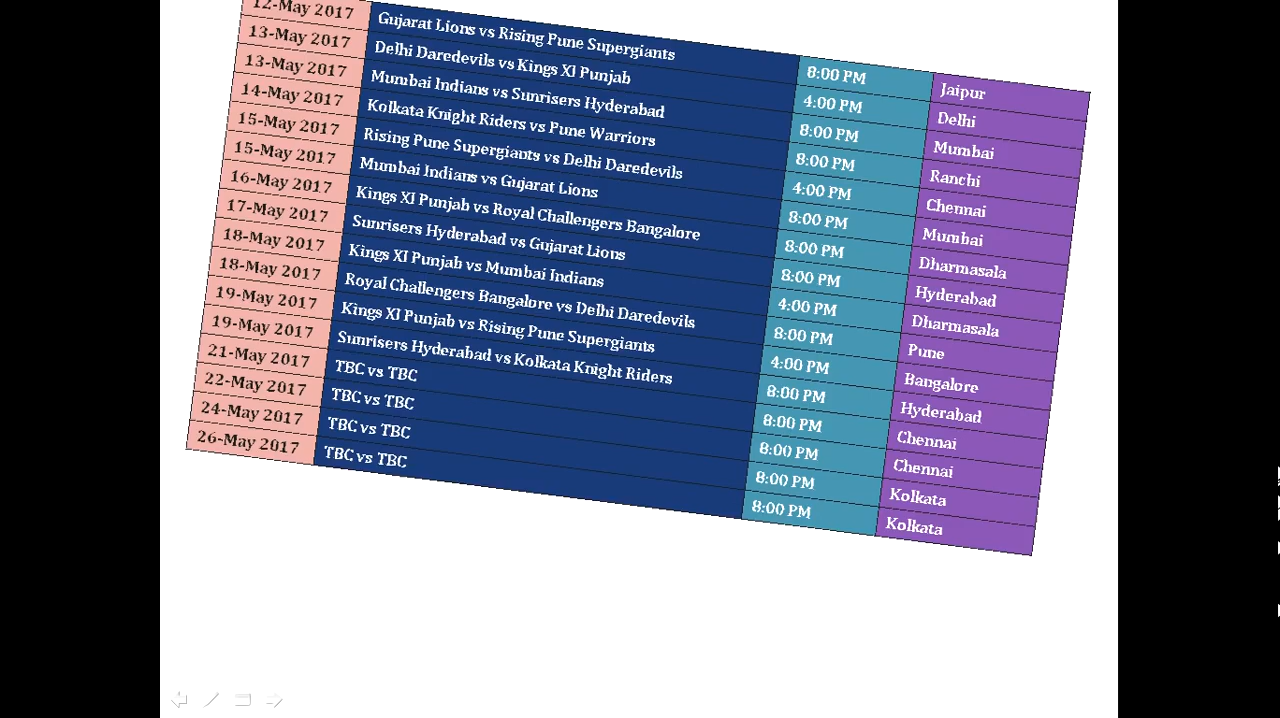 12-May 2017 Gujarat Lions vs Rising Pune Supergiants 8:00 PM Jaipur
13-May 2017 Delhi Daredevils vs Kings XI Punjab 4:00 PM Delhi
13-May 2017 Mumbai Indians vs Sunrisers Hyderabad 8:00 PM Mumbai
14-May 2017 Kolkata Knight Riders vs Pune Warriors 8:00 PM Ranchi
15-May 2017 Rising Pune Supergiants vs Delhi Daredevils 4:00 PM Chennai
15-May 2017 Mumbai Indians vs Gujarat Lions 8:00 PM Mumbai
16-May 2017 Kings XI Punjab vs Royal Challengers Bangalore 8:00 PM Dharmasala
17-May 2017 Sunrisers Hyderabad vs Gujarat Lions 8:00 PM Hyderabad
18-May 2017 Kings XI Punjab vs Mumbai Indians 4:00 PM Dharmasala
18-May 2017 Royal Challengers Bangalore vs Delhi Daredevils 8:00 PM Pune
19-May 2017 Kings XI Punjab vs Rising Pune Supergiants 4:00 PM Bangalore
19-May 2017 Sunrisers Hyderabad vs Kolkata Knight Riders 8:00 PM Hyderabad
21-May 2017 TBC vs TBC 8:00 PM Chennai
22-May 2017 TBC vs TBC 8:00 PM Chennai
24-May 2017 TBC vs TBC 8:00 PM Kolkata
26-May 2017 TBC vs TBC 8:00 PM Kolkata